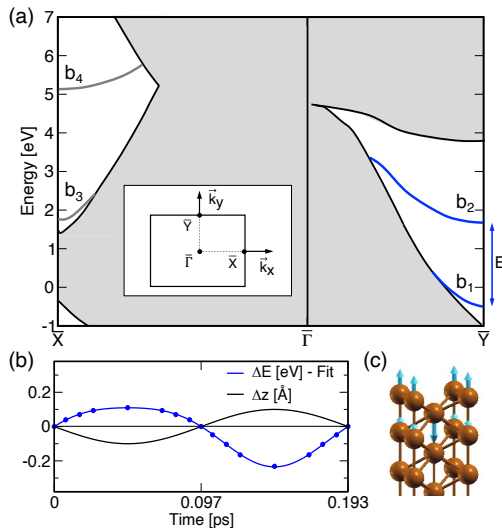 (a)
7
6
5
4
3
2
1
0
-1
Energy [eV]
b4
b3
b2
b1
E
k⃗y
Y̅
Γ̅
X̅
k⃗x
X̅
Γ̅
Y̅
(b)
ΔE [eV] - Fit
Δz [Å]
0.2
0
-0.2
0
0.097
0.193
Time [ps]
(c)